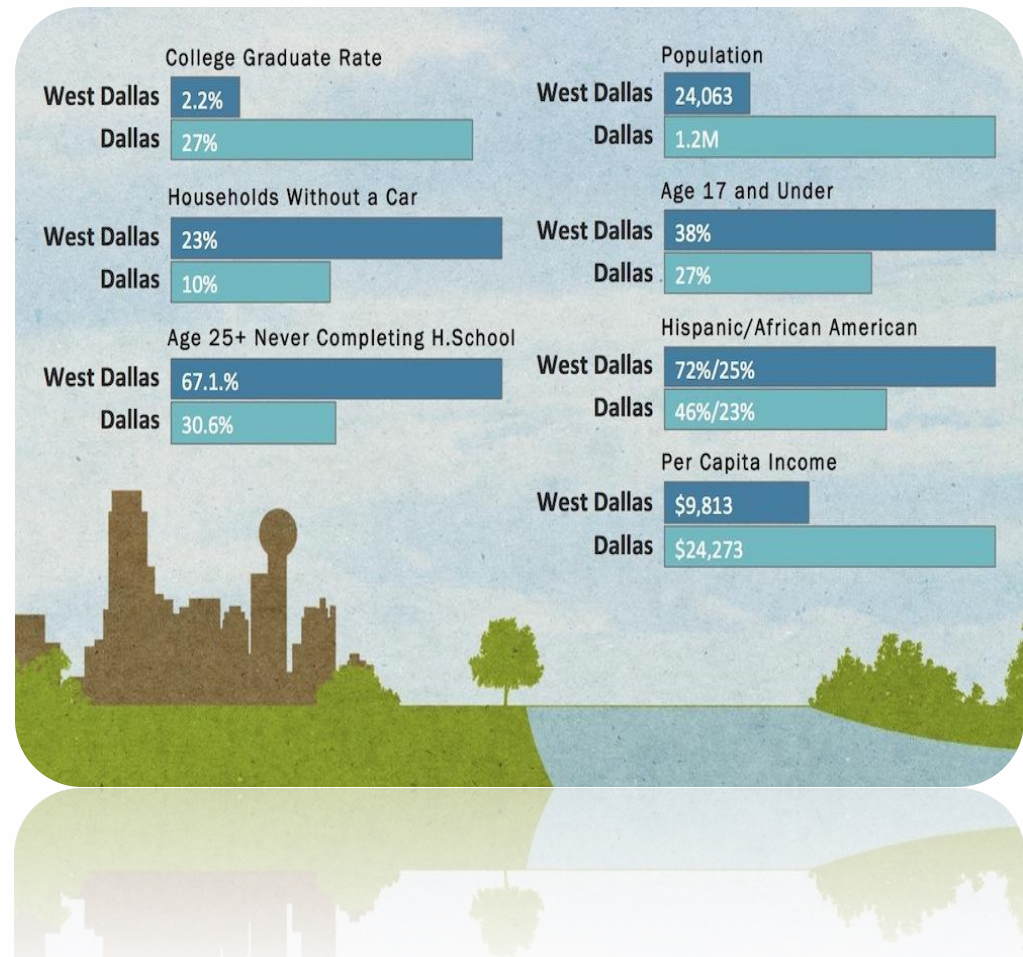 College Graduate Rate
West Dallas 2.2%
Dallas 27%
Households Without a Car
West Dallas 23%
Dallas 10%
Age 25+ Never Completing H.School
West Dallas 67.1.%
Dallas 30.6%
Population
West Dallas 24,063
Dallas 1.2M
Age 17 and Under
West Dallas 38%
Dallas 27%
Hispanic/African American
West Dallas 72%/25%
Dallas 46%/23%
Per Capita Income
West Dallas $9,813
Dallas $24,273